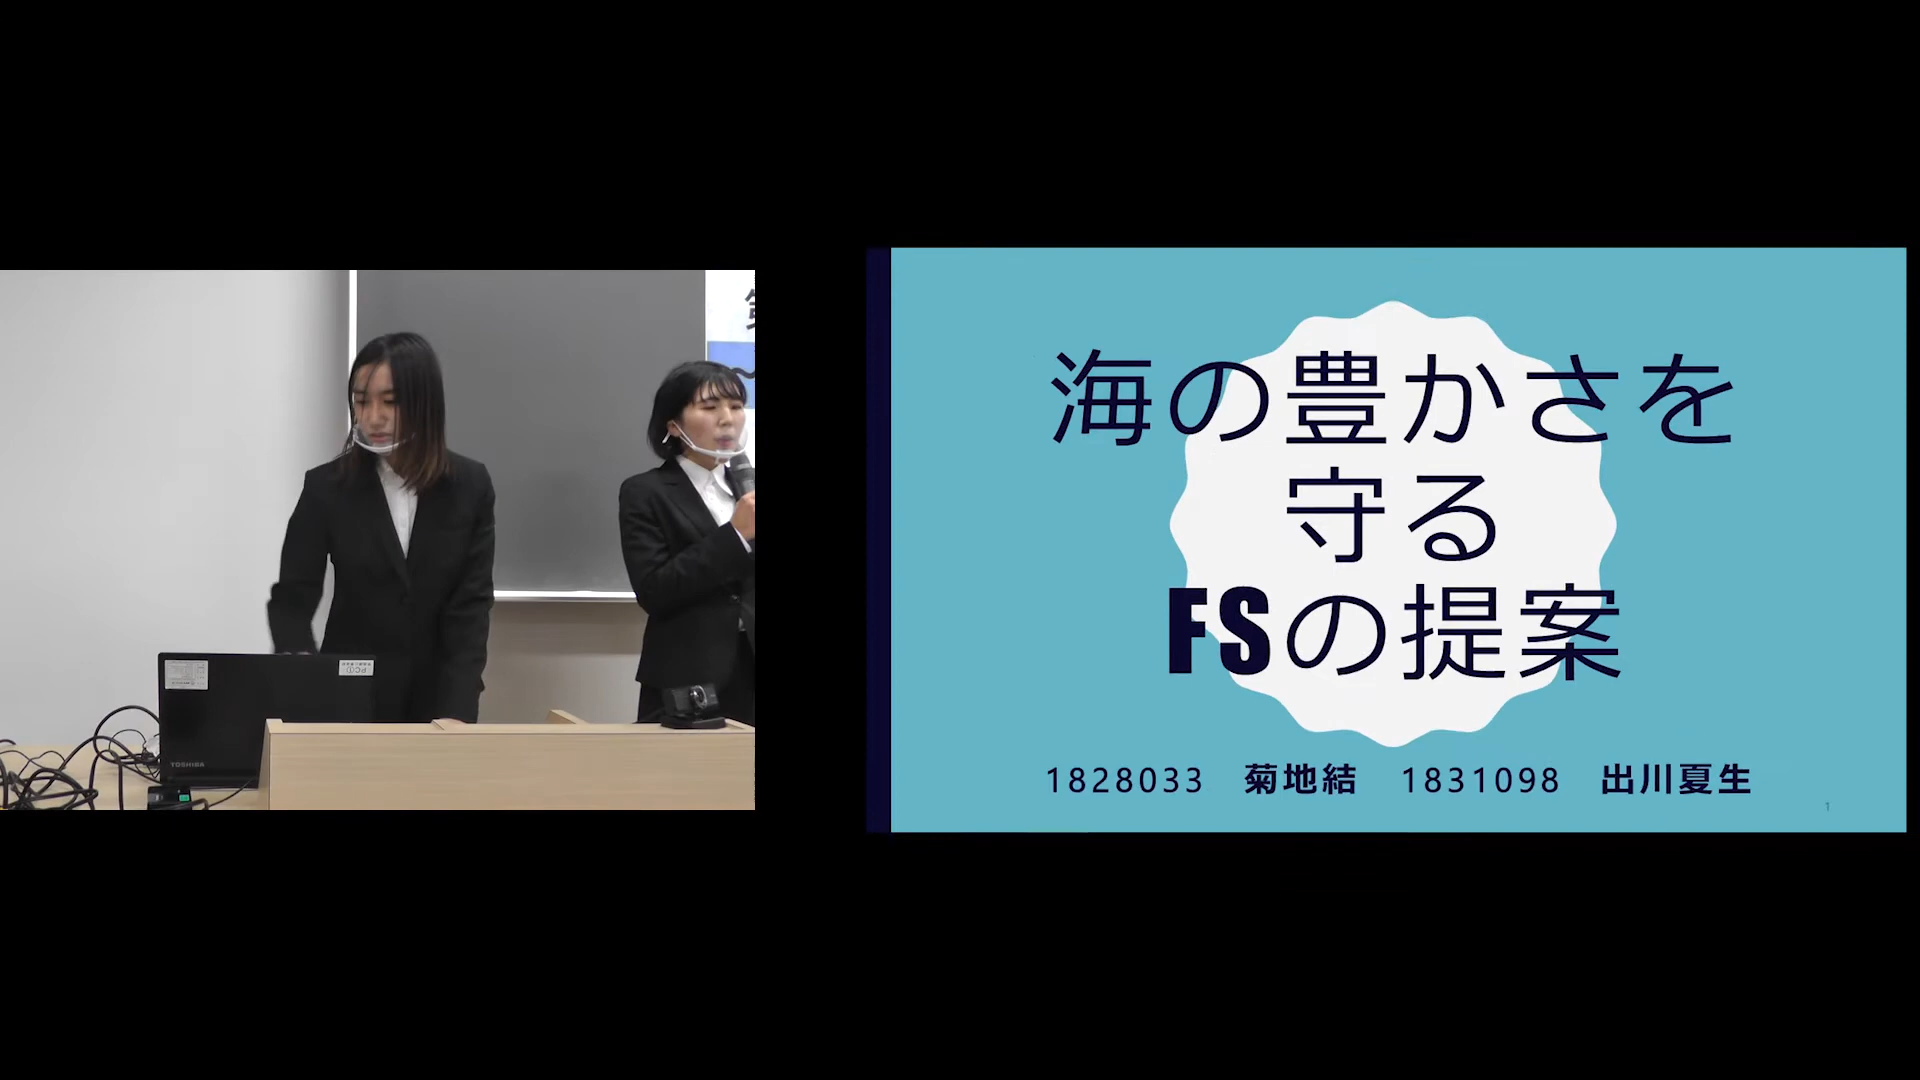 海の豊かさを
守る
FSの提案
1828033 菊地結 1831098 出川夏生
1
TOSHIBA
PC①